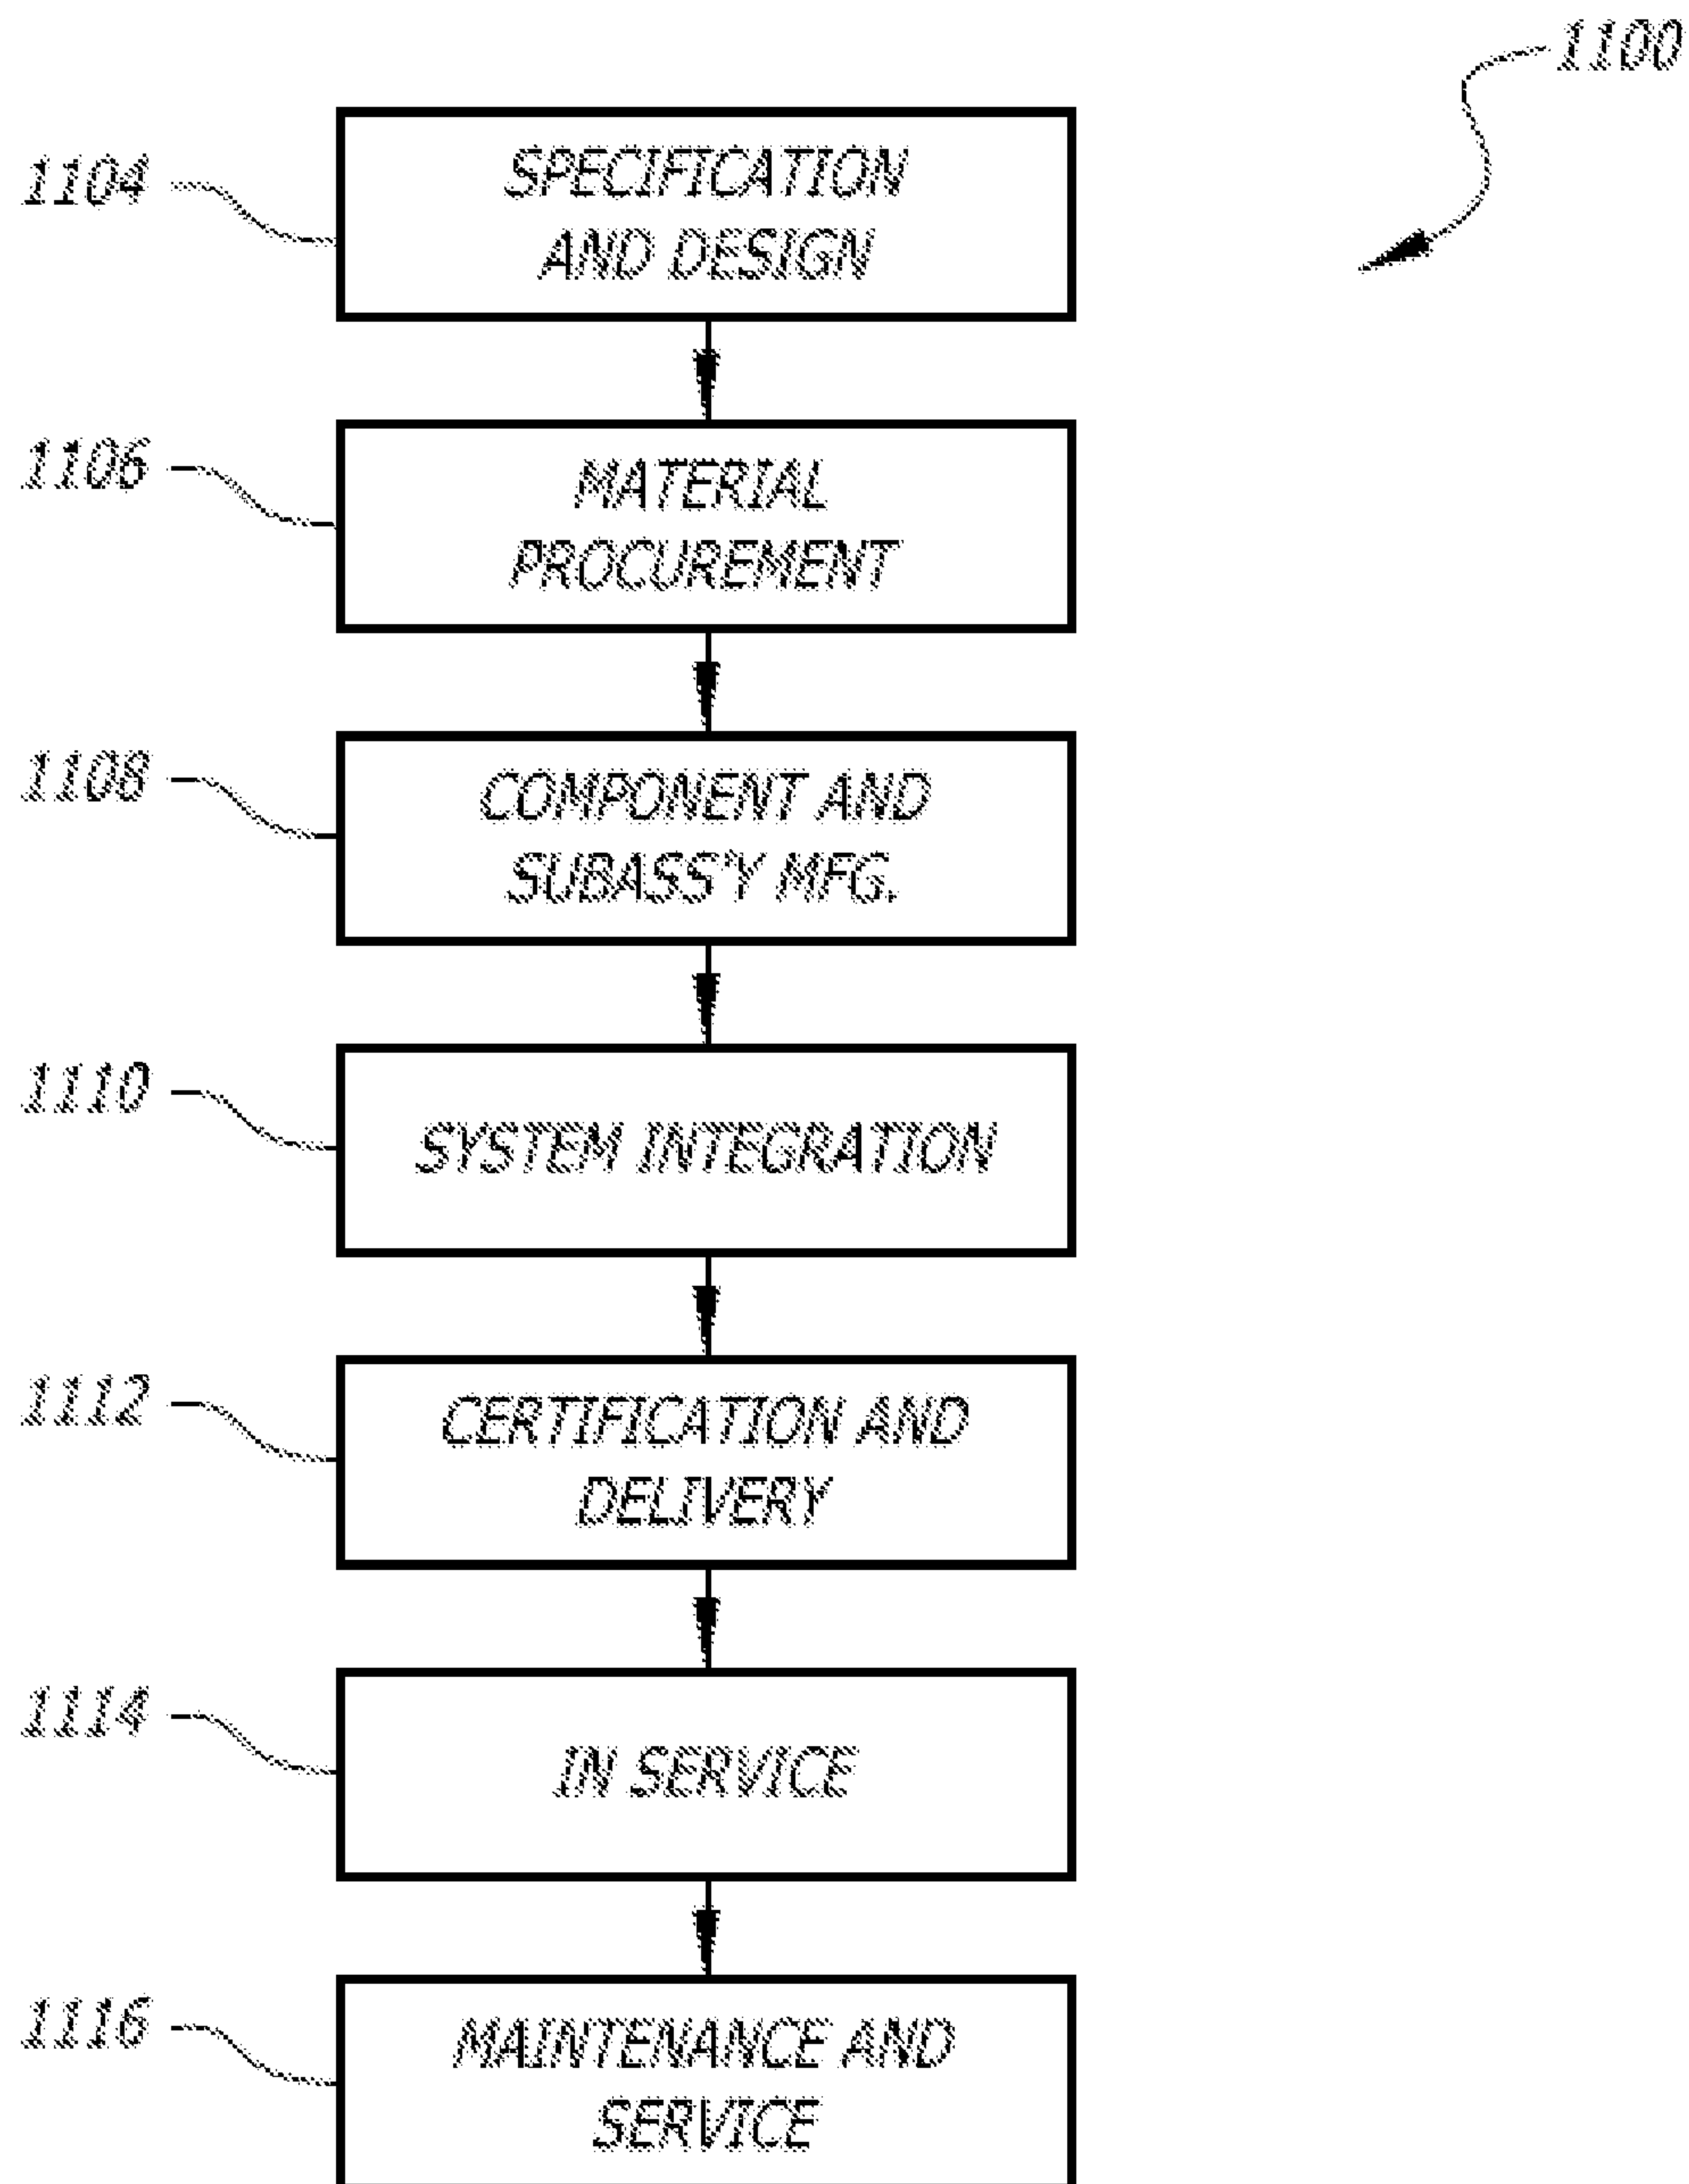 1100
1104
SPECIFICATION
AND DESIGN
1106
MATERIAL
PROCUREMENT
1108
COMPONENT AND
SUBASS'Y MFG.
1110
SYSTEM INTEGRATION
1112
CERTIFICATION AND
DELIVERY
1114
IN SERVICE
1116
MAINTENANCE AND
SERVICE